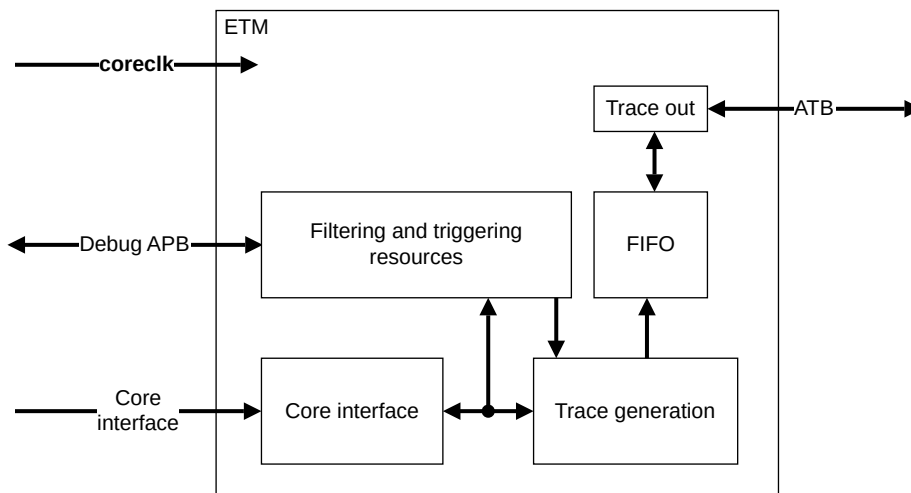 ETM
coreclk
Trace out
ATB
Debug APB
Filtering and triggering
resources
FIFO
Core
interface
Core interface
Trace generation